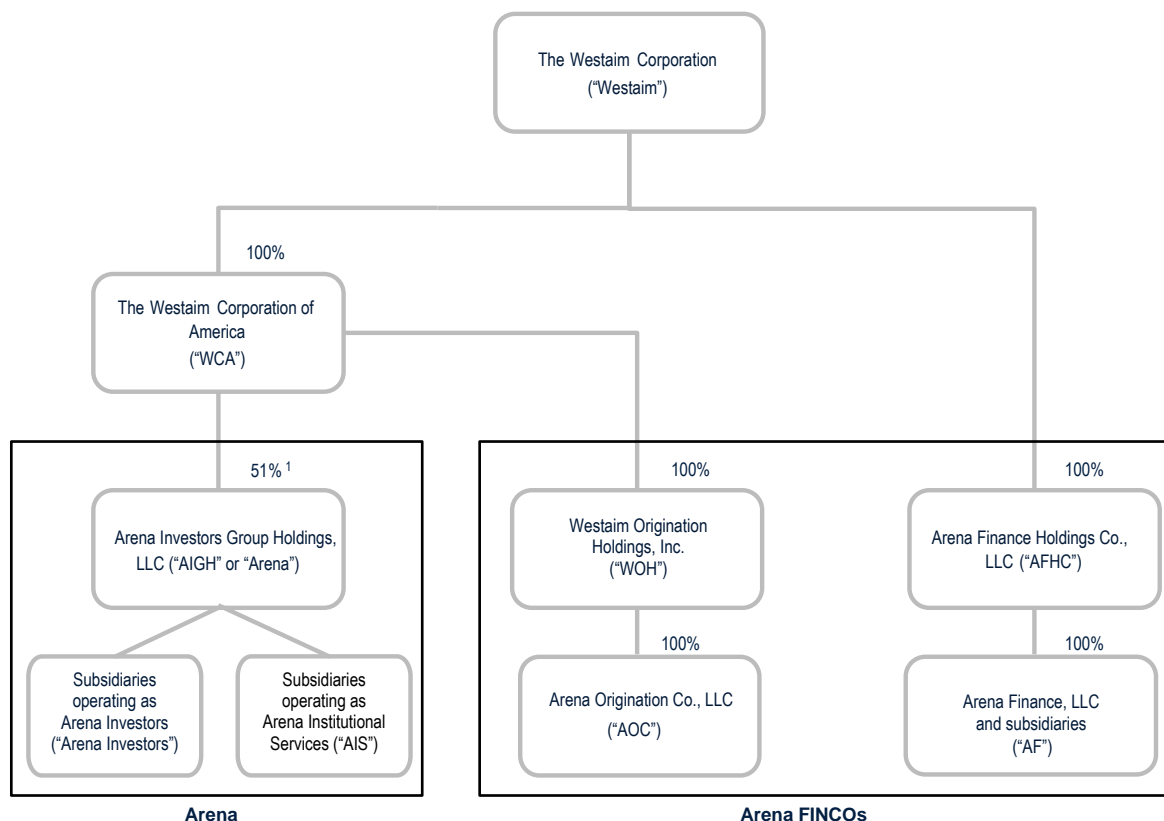 The Westaim Corporation
(“Westaim”)
100%
The Westaim Corporation of
America
(“WCA”)
51% 1
100%
100%
Arena Investors Group Holdings,
LLC (“AIGH” or “Arena”)
Westaim Origination
Holdings, Inc.
(“WOH”)
Arena Finance Holdings Co.,
LLC (“AFHC”)
100%
100%
Subsidiaries
operating as
Arena Investors
(“Arena Investors”)
Subsidiaries
operating as
Arena Institutional
Services (“AIS”)
Arena Origination Co., LLC
(“AOC”)
Arena Finance, LLC
and subsidiaries
(“AF”)
Arena
Arena FINCOs